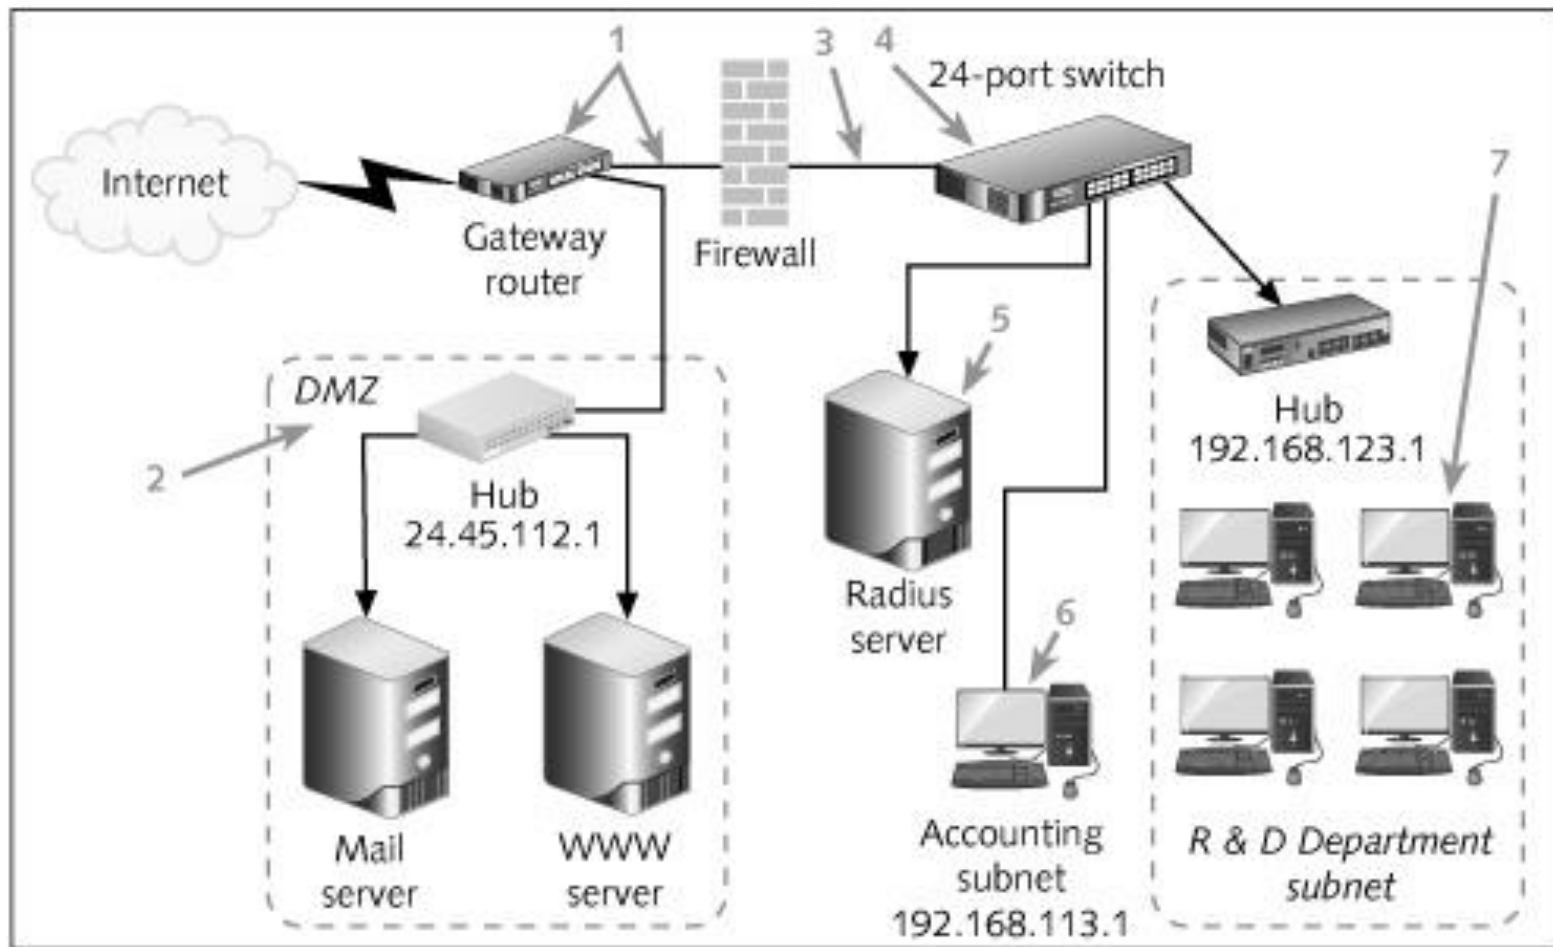 1
3
4
24-port switch
7
Internet
Gateway
router
Firewall
5
DMZ
2
Hub
24.45.112.1
Hub
192.168.123.1
Radius
server
6
Mail
server
WWW
server
Accounting
subnet
192.168.113.1
R & D Department
subnet